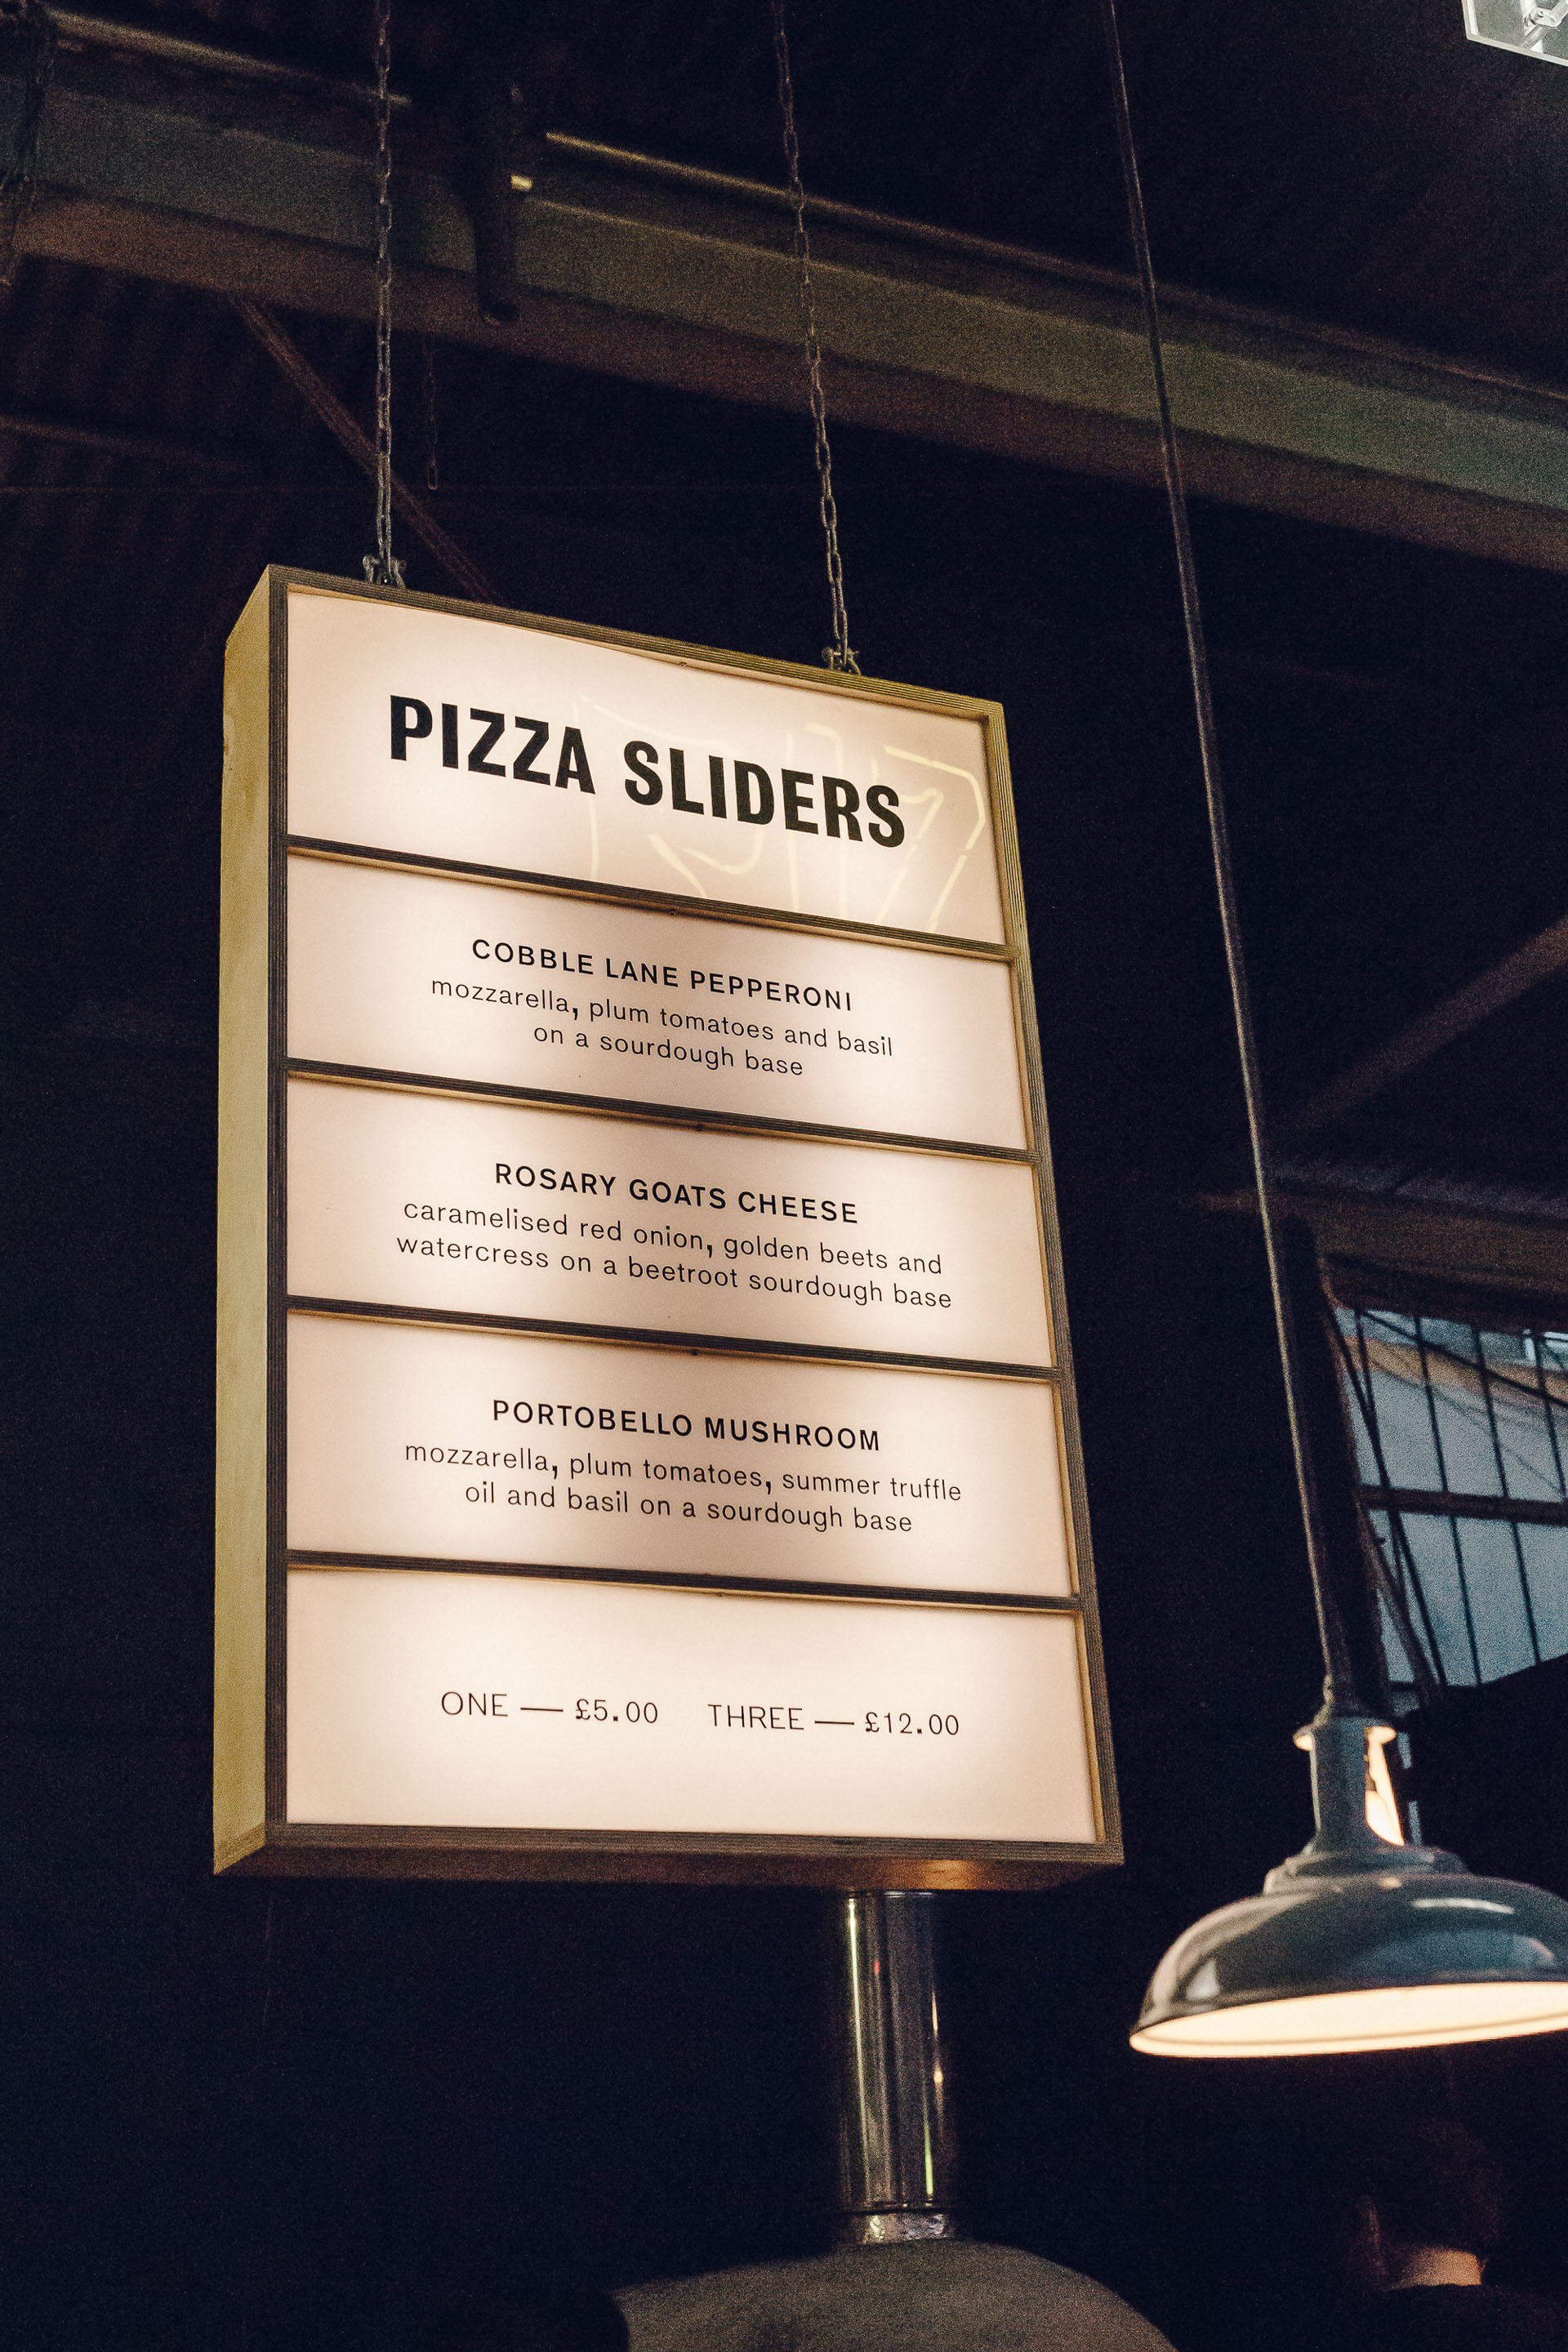 PIZZA SLIDERS
COBBLE LANE PEPPERONI
mozzarella, plum tomatoes and basil
on a sourdough base
ROSARY GOATS CHEESE
caramelised red onion, golden beets and
watercress on a beetroot sourdough base
PORTOBELLO MUSHROOM
mozzarella, plum tomatoes, summer truffle
oil and basil on a sourdough base
ONE — £5.00 THREE — £12.00